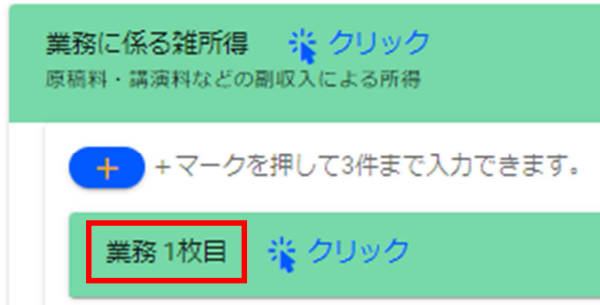 業務に係る雑所得 クリック
原稿料・講演料などの副収入による所得
+ +マークを押して3件まで入力できます。
業務 1枚目 クリック